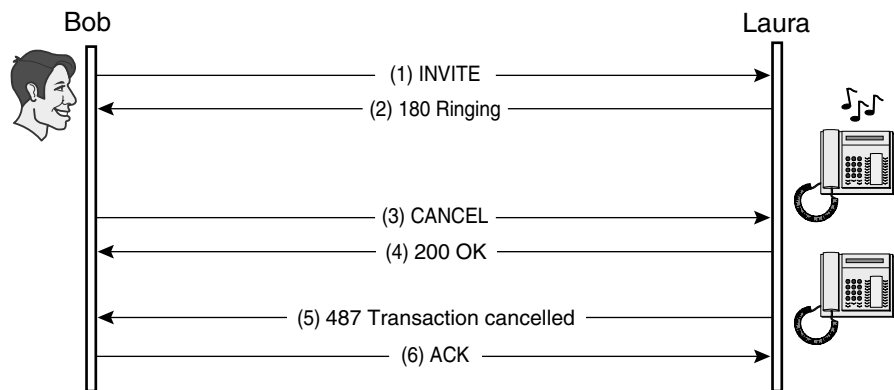 Bob
Laura
(1) INVITE
(2) 180 Ringing
(3) CANCEL
(4) 200 OK
(5) 487 Transaction cancelled
(6) ACK